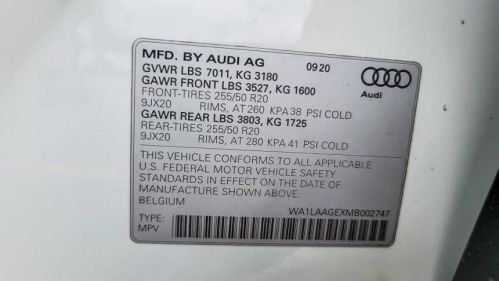 MFD. BY AUDI AG 09 20
GVWR LBS 7011, KG 3180
GAWR FRONT LBS 3527, KG 1600
FRONT-TIRES 255/50 R20
9JX20 RIMS, AT 260 KPA 38 PSI COLD
GAWR REAR LBS 3803, KG 1725
REAR-TIRES 255/50 R20
9JX20 RIMS, AT 280 KPA 41 PSI COLD
Audi
THIS VEHICLE CONFORMS TO ALL APPLICABLE
U.S. FEDERAL MOTOR VEHICLE SAFETY
STANDARDS IN EFFECT ON THE DATE OF
MANUFACTURE SHOWN ABOVE.
BELGIUM
WA1LAAGEXMB002747
TYPE:
MPV